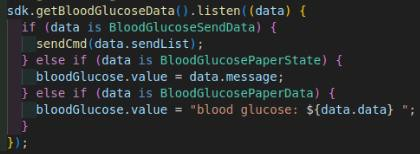 sdk.getBloodGlucoseData().listen((data) {
if (data is BloodGlucoseSendData) {
sendCmd(data.sendList);
} else if (data is BloodGlucosePaperState) {
bloodGlucose.value = data.message;
} else if (data is BloodGlucosePaperData) {
bloodGlucose.value = "blood glucose: ${data.data} ";
}
});